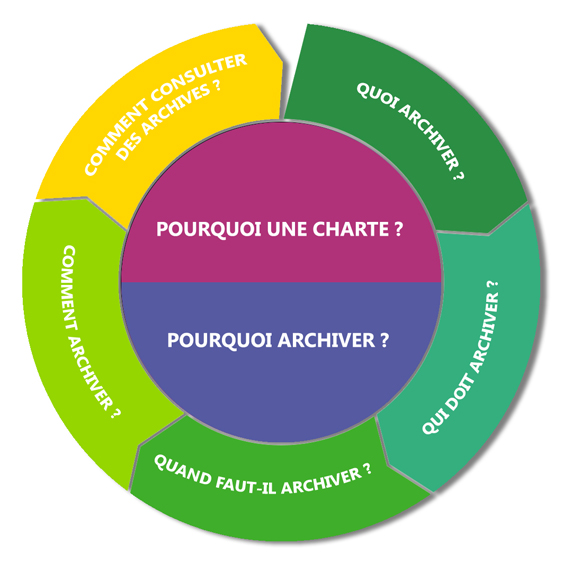 QUOI ARCHIVER ?
QUI DOIT ARCHIVER ?
QUAND FAUT-IL ARCHIVER ?
COMMENT ARCHIVER ?
COMMENT CONSULTER
DES ARCHIVES ?
POURQUOI UNE CHARTE ?
POURQUOI ARCHIVER ?